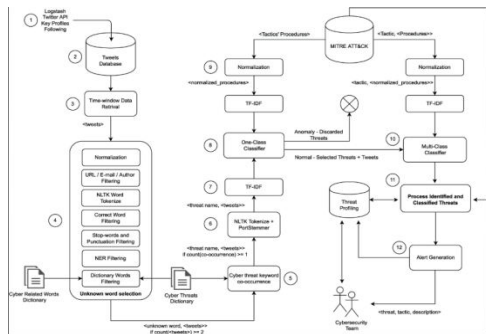 1
Logstash
Twitter API
Key Profiles
Following
2
Tweets
Database
3
Time-window Data
Retrival
<tweets>
4
Normalization
URL / E-mail / Author
Filtering
NLTK Word
Tokenize
Correct Word
Filtering
Stop-words and
Punctuation Filtering
NER Filtering
Dictionary Words
Filtering
Unknown word selection
Cyber Related Words
Dictionary
<unknown word, <tweets>>
if count(<tweets>) >= 2
Cyber Threats
Dictionary
5
Cyber threat keyword
co-occurrence
<threat name, <tweets>>
if count(co-occurrence) >= 1
6
NLTK Tokenize +
PortStemmer
<threat name, <tweets>>
7
TF-IDF
8
One-Class
Classifier
TF-IDF
<normalized_procedures>
9
Normalization
<Tactics' Procedures>
MITRE ATT&CK
<Tactic, <Procedures>>
Normalization
<tactic, <normalized_procedures>>
TF-IDF
Anomaly - Discarded
Threats
Normal - Selected Threats + Tweets
10
Multi-Class
Classifier
11
Process Identified and
Classified Threats
Threat
Profiling
12
Alert Generation
<threat, tactic, description>
Cybersecurity
Team